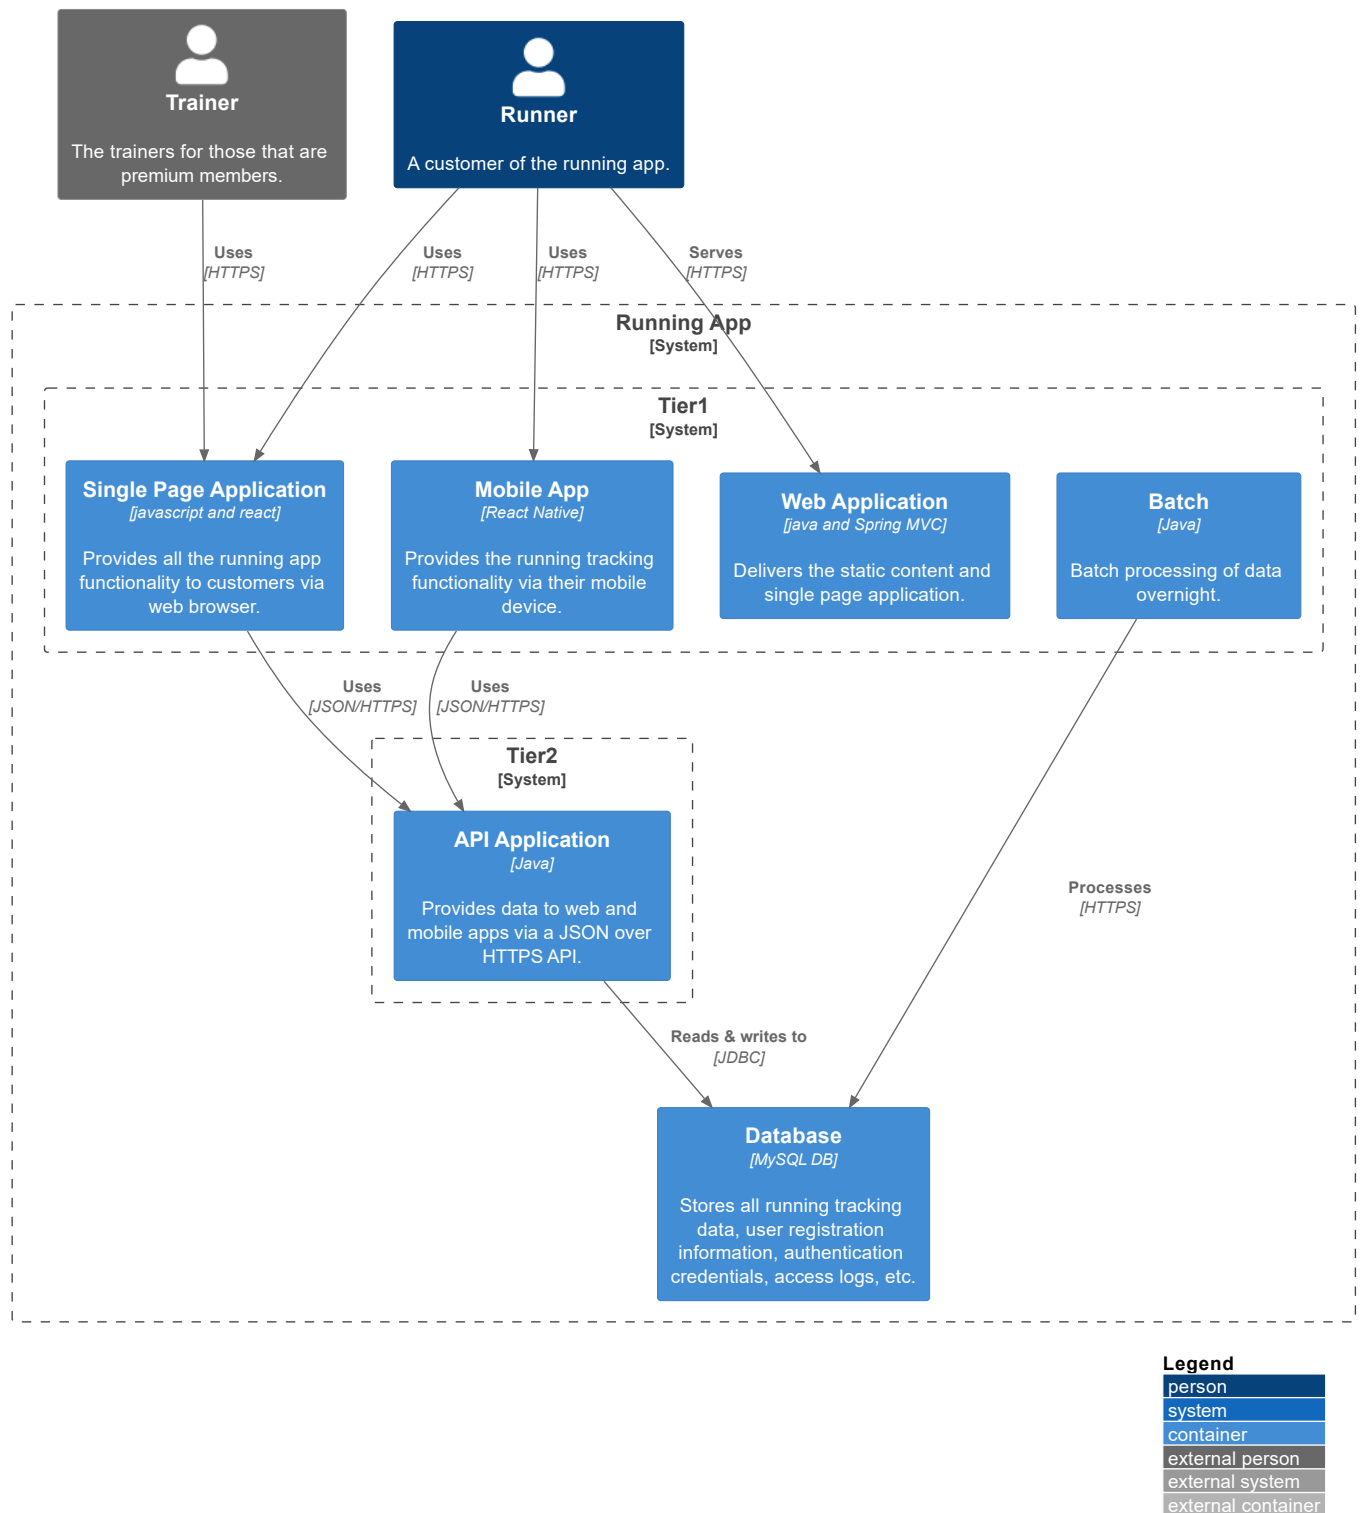 Trainer
The trainers for those that are
premium members.
Runner
A customer of the running app.
Uses
[HTTPS]
Uses
[HTTPS]
Uses
[HTTPS]
Serves
[HTTPS]
Running App
[System]
Tier1
[System]
Single Page Application
[javascript and react]
Provides all the running app
functionality to customers via
web browser.
Mobile App
[React Native]
Provides the running tracking
functionality via their mobile
device.
Web Application
[java and Spring MVC]
Delivers the static content and
single page application.
Batch
[Java]
Batch processing of data
overnight.
Uses
[JSON/HTTPS]
Uses
[JSON/HTTPS]
Tier2
[System]
API Application
[Java]
Provides data to web and
mobile apps via a JSON over
HTTPS API.
Processes
[HTTPS]
Reads & writes to
[JDBC]
Database
[MySQL DB]
Stores all running tracking
data, user registration
information, authentication
credentials, access logs, etc.
Legend
person
system
container
external person
external system
external container